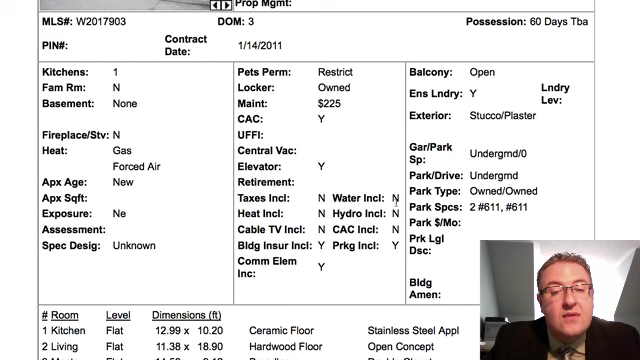 Prop Mgmt:
MLS#: W2017903 DOM: 3 Possession: 60 Days Tba
PIN#: Contract Date: 1/14/2011
Kitchens: 1 Pets Perm: Restrict Balcony: Open
Fam Rm: N Locker: Owned Ens Lndry: Y Lndry Lev:
Basement: None Maint: $225 Exterior: Stucco/Plaster
CAC: Y
Fireplace/Stv: N UFFI:
Heat: Gas Central Vac: Gar/Park Sp: Undergrnd/0
Forced Air Elevator: Y Park/Drive: Undergrnd
Apx Age: New Retirement: Park Type: Owned/Owned
Apx Sqft: Taxes Incl: N Water Incl: N Park Spcs: 2 #611, #611
Exposure: Ne Heat Incl: N Hydro Incl: N Park $/Mo:
Assessment: Cable TV Incl: N CAC Incl: N Prk Lgl Dsc:
Spec Desig: Unknown Bldg Insur Incl: Y Prkg Incl: Y
Comm Elem Inc: Y Bldg Amen:
# Room Level Dimensions (ft)
1 Kitchen Flat 12.99 x 10.20 Ceramic Floor Stainless Steel Appl
2 Living Flat 11.38 x 18.90 Hardwood Floor Open Concept